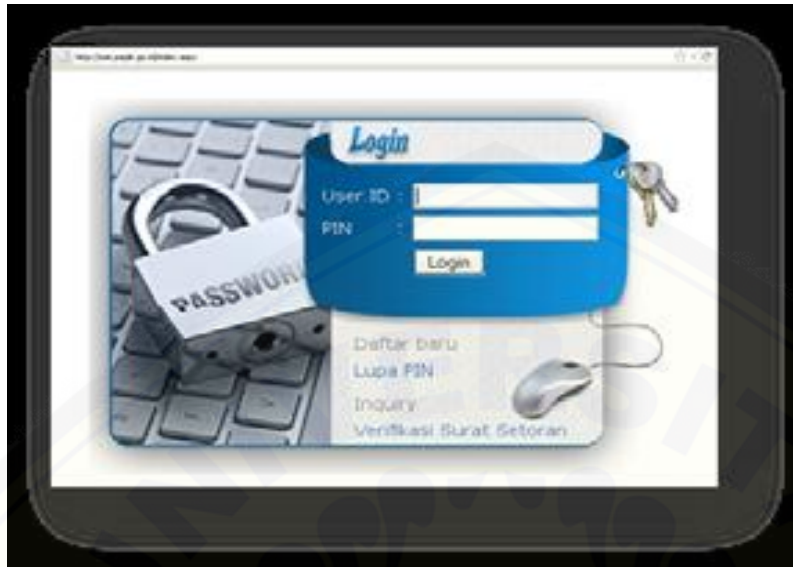 Login
User ID :
PIN :
Login
PASSWORD
Daftar baru
Lupa PIN
Inquiry
Verifikasi Surat Setoran